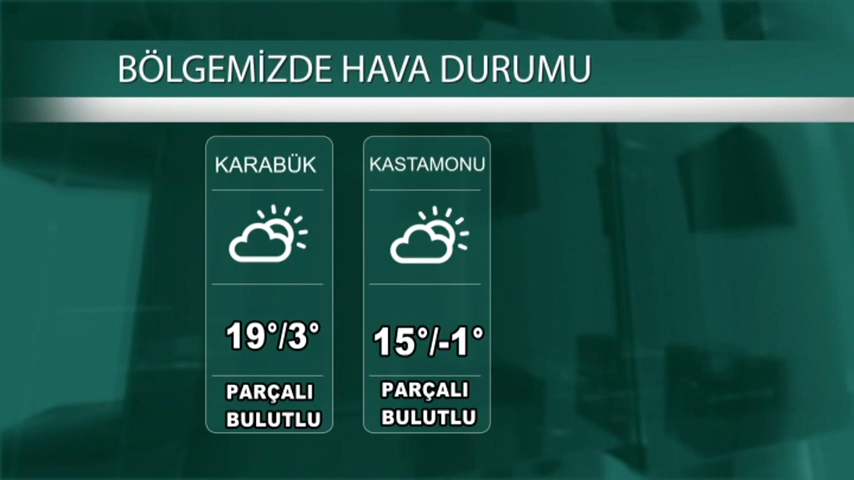 BÖLGEMİZDE HAVA DURUMU
KARABÜK
19°/3°
PARÇALI
BULUTLU
KASTAMONU
15°/-1°
PARÇALI
BULUTLU